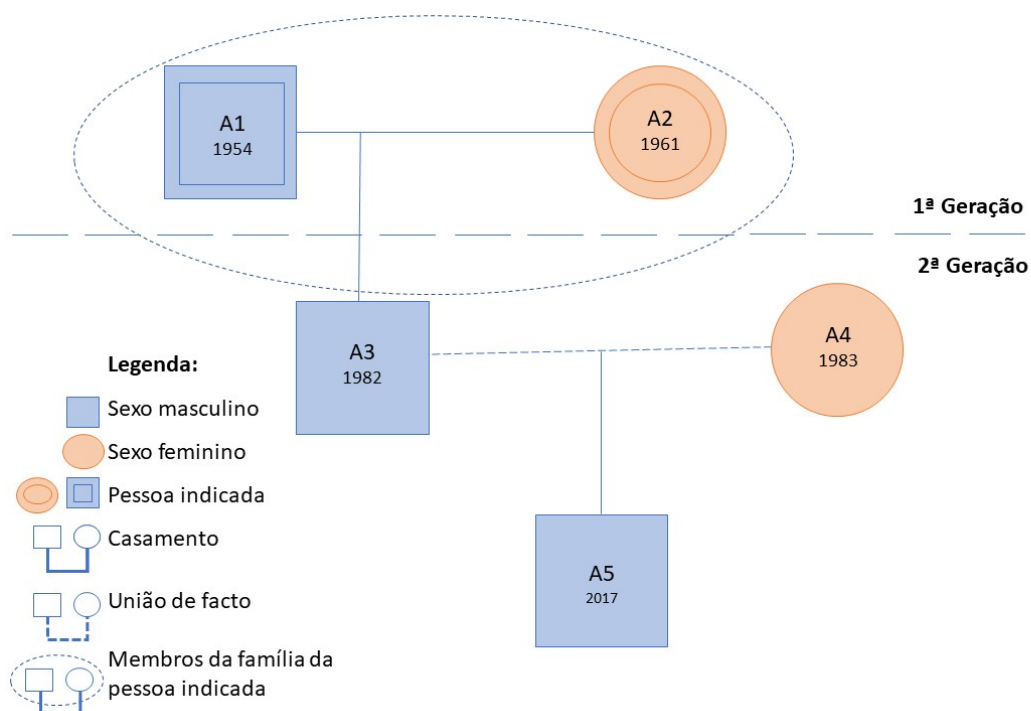 A1
1954
A2
1961
1ª Geração
2ª Geração
A3
1982
A4
1983
Legenda:
Sexo masculino
Sexo feminino
Pessoa indicada
Casamento
União de facto
Membros da família da
pessoa indicada
A5
2017